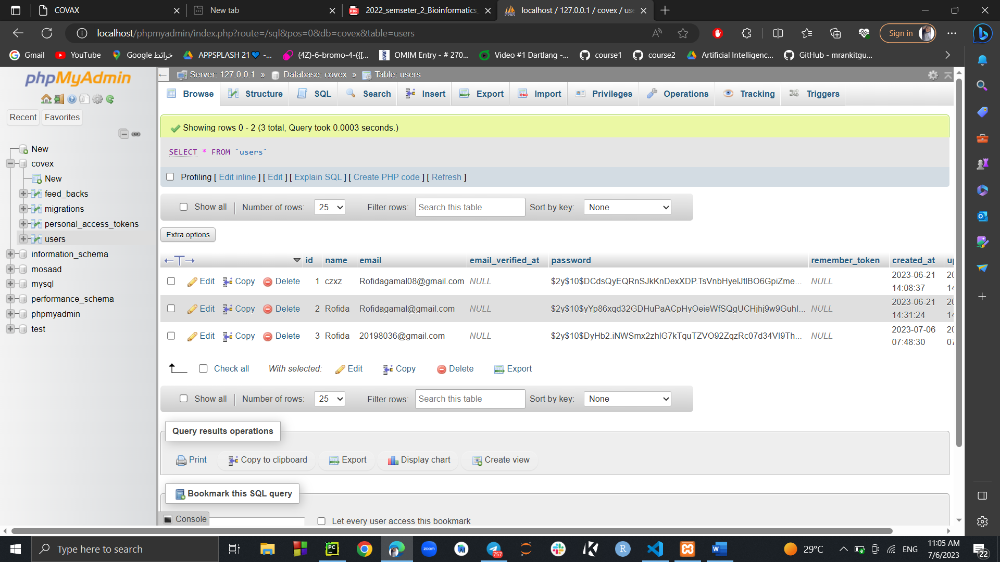 COVAX
New tab
2022_semseter_2_Bioinformatics_
localhost / 127.0.0.1 / covex / use
localhost/phpmyadmin/index.php?route=/sql&pos=0&db=covex&table=users
Sign in
Gmail
YouTube
خرائط Google
APPSPLASH 21💙 -...
(4Z)-6-bromo-4-({[...
OMIM Entry - # 270...
Video #1 Dartlang -...
course1
course2
Artificial Intelligenc...
GitHub - mrankitgu...
phpMyAdmin
Recent
Favorites
New
covex
New
feed_backs
migrations
personal_access_tokens
users
information_schema
mosaad
mysql
performance_schema
phpmyadmin
test
Server: 127.0.0.1 » Database: covex » Table: users
Browse
Structure
SQL
Search
Insert
Export
Import
Privileges
Operations
Tracking
Triggers
Showing rows 0 - 2 (3 total, Query took 0.0003 seconds.)
SELECT * FROM `users`
Profiling [ Edit inline ] [ Edit ] [ Explain SQL ] [ Create PHP code ] [ Refresh ]
Show all | Number of rows: 25 Filter rows: Search this table Sort by key: None
Extra options
←T→ id name email email_verified_at password remember_token created_at
Edit Copy Delete 1 czxz Rofidagamal08@gmail.com NULL $2y$10$DCdsQyEQRnSJkKnDexXDP.TsVnbHyelJtlBO6GpiZme... NULL 2023-06-21 14:08:37
Edit Copy Delete 2 Rofida Rofidagamal@gmail.com NULL $2y$10$yYp86xqd32GDHuPaACpHyOeieWfSQgUCHjhj9w9Guhl... NULL 2023-06-21 14:31:24
Edit Copy Delete 3 Rofida 20198036@gmail.com NULL $2y$10$DyHb2.iNWSmx2zhlG7kTquTZVO92ZqzRc07d34Vl9Th... NULL 2023-07-06 07:48:30
Check all With selected: Edit Copy Delete Export
Show all | Number of rows: 25 Filter rows: Search this table Sort by key: None
Query results operations
Print
Copy to clipboard
Export
Display chart
Create view
Bookmark this SQL query
Console
Let every user access this bookmark
Type here to search
PC
zoom
757
R
W
29°C
ENG
11:05 AM
7/6/2023
22